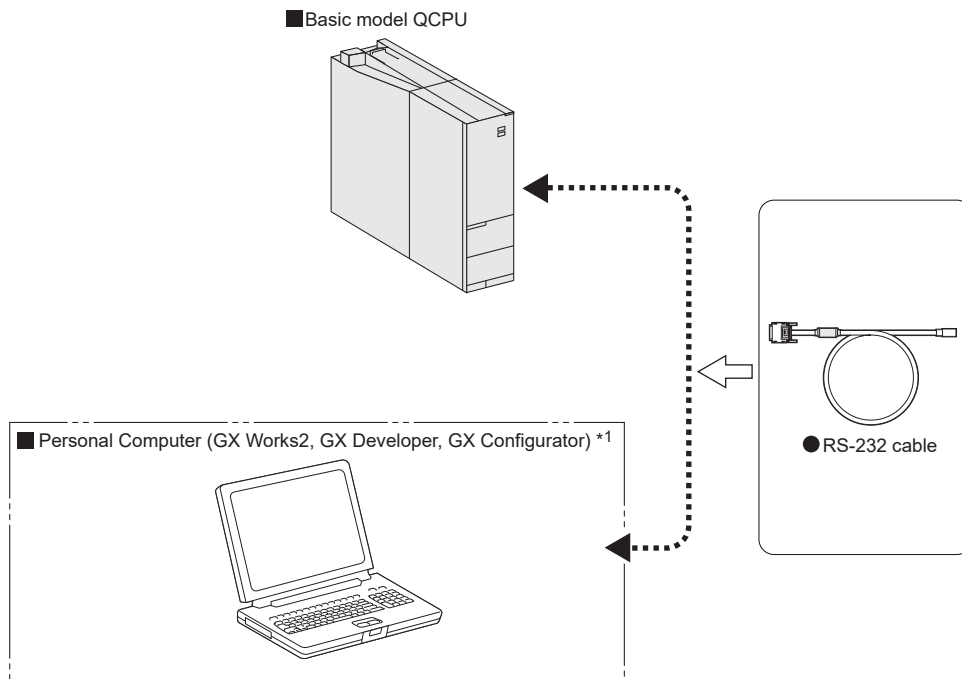 ■Basic model QCPU
■ Personal Computer (GX Works2, GX Developer, GX Configurator) *1
●RS-232 cable